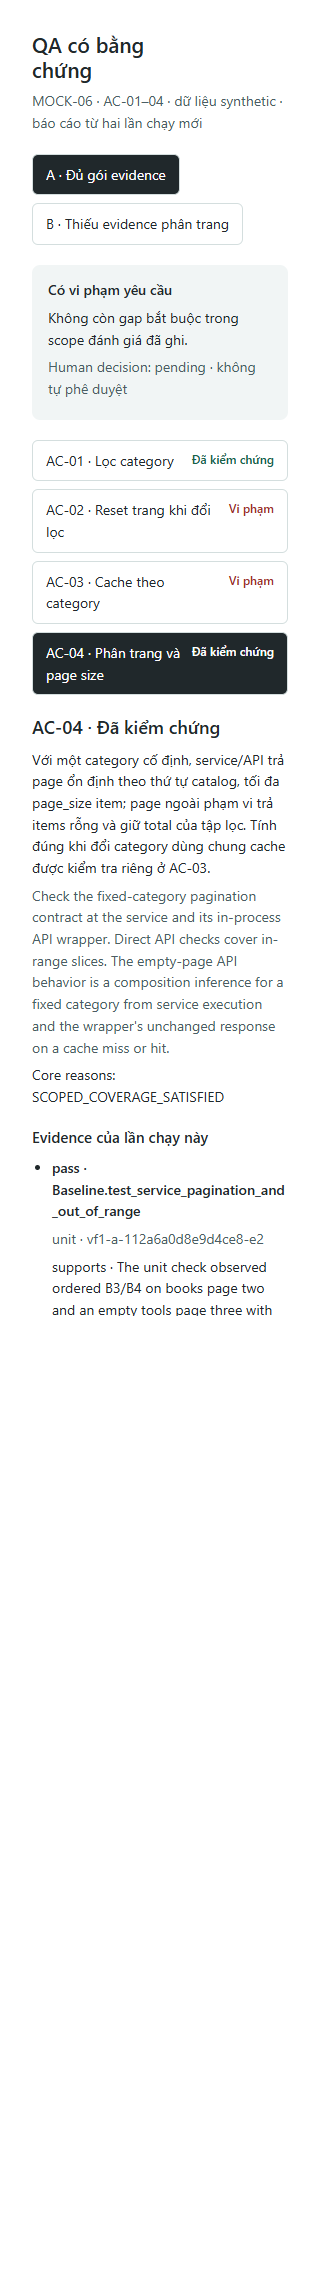 QA có bằng
chứng
MOCK-06 · AC-01–04 · dữ liệu synthetic ·
báo cáo từ hai lần chạy mới
A · Đủ gói evidence
B · Thiếu evidence phân trang
Có vi phạm yêu cầu
Không còn gap bắt buộc trong
scope đánh giá đã ghi.
Human decision: pending · không
tự phê duyệt
AC-01 · Lọc category Đã kiểm chứng
AC-02 · Reset trang khi đổi Vi phạm
lọc
AC-03 · Cache theo Vi phạm
category
AC-04 · Phân trang và Đã kiểm chứng
page size
AC-04 · Đã kiểm chứng
Với một category cố định, service/API trả
page ổn định theo thứ tự catalog, tối đa
page_size item; page ngoài phạm vi trả
items rỗng và giữ total của tập lọc. Tính
đúng khi đổi category dùng chung cache
được kiểm tra riêng ở AC-03.
Check the fixed-category pagination
contract at the service and its in-process
API wrapper. Direct API checks cover in-
range slices. The empty-page API
behavior is a composition inference for a
fixed category from service execution
and the wrapper's unchanged response
on a cache miss or hit.
Core reasons:
SCOPED_COVERAGE_SATISFIED
Evidence của lần chạy này
• pass ·
Baseline.test_service_pagination_and
_out_of_range
unit · vf1-a-112a6a0d8e9d4ce8-e2
supports · The unit check observed
ordered B3/B4 on books page two
and an empty tools page three with